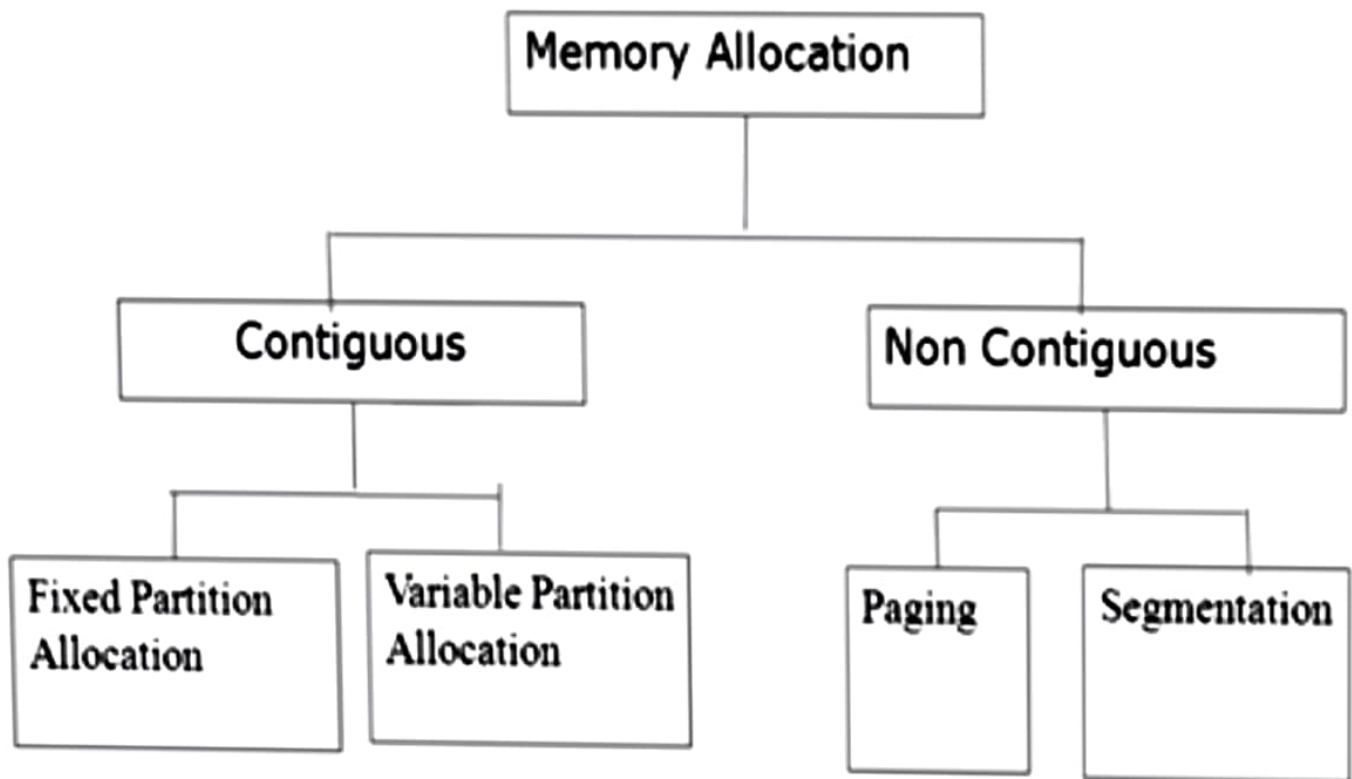 Memory Allocation
Contiguous
Non Contiguous
Fixed Partition
Allocation
Variable Partition
Allocation
Paging
Segmentation